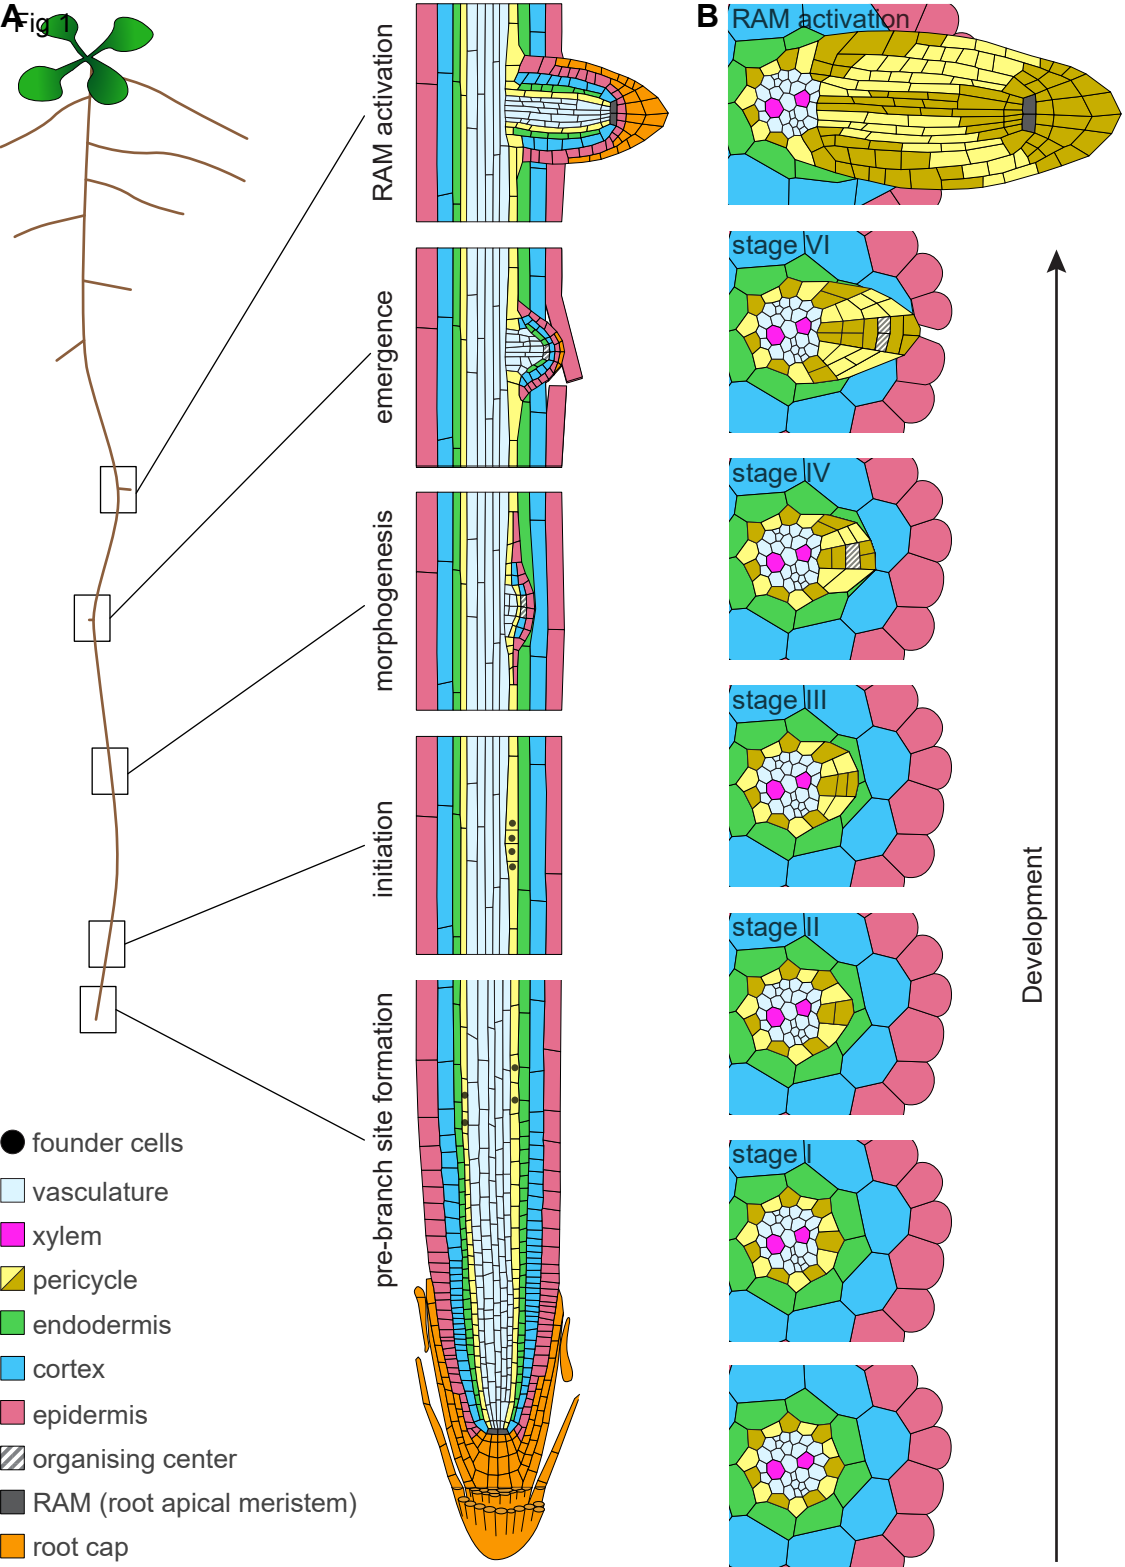 A
Fig 1
RAM activation
emergence
morphogenesis
initiation
pre-branch site formation
founder cells
vasculature
xylem
pericycle
endodermis
cortex
epidermis
organising center
RAM (root apical meristem)
root cap
B
RAM activation
stage VI
stage IV
stage III
stage II
stage I
Development